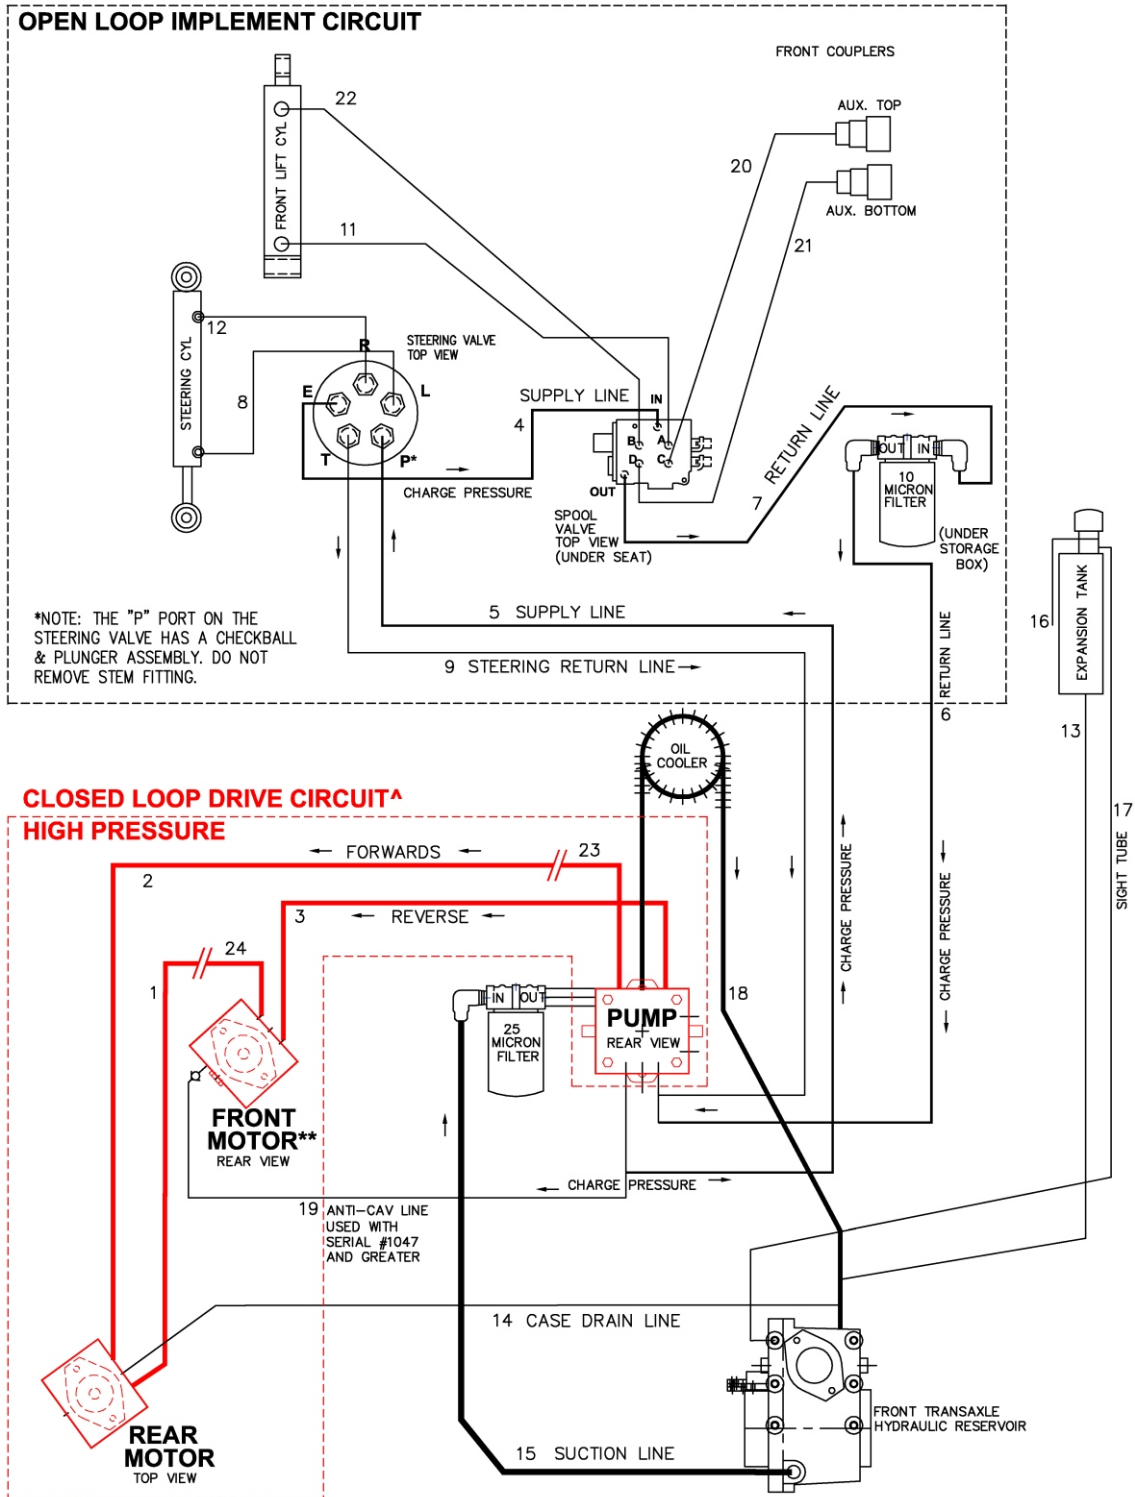 OPEN LOOP IMPLEMENT CIRCUIT
FRONT COUPLERS
22
AUX. TOP
FRONT LIFT CYL
20
AUX. BOTTOM
11
21
12
STEERING CYL
R
STEERING VALVE
TOP VIEW
E
L
8
T
P*
SUPPLY LINE
4
IN
B
A
D
C
OUT
CHARGE PRESSURE
SPOOL
VALVE
TOP VIEW
(UNDER SEAT)
7
RETURN LINE
OUT
IN
10
MICRON
FILTER
(UNDER
STORAGE
BOX)
*NOTE: THE "P" PORT ON THE
STEERING VALVE HAS A CHECKBALL
& PLUNGER ASSEMBLY. DO NOT
REMOVE STEM FITTING.
5 SUPPLY LINE
9 STEERING RETURN LINE
6
RETURN LINE
16
EXPANSION TANK
13
17
SIGHT TUBE
OIL
COOLER
CLOSED LOOP DRIVE CIRCUIT^
HIGH PRESSURE
FORWARDS
23
2
3
REVERSE
24
1
CHARGE PRESSURE
CHARGE PRESSURE
18
IN
OUT
25
MICRON
FILTER
PUMP
REAR VIEW
FRONT
MOTOR**
REAR VIEW
CHARGE PRESSURE
19
ANTI-CAV LINE
USED WITH
SERIAL #1047
AND GREATER
14 CASE DRAIN LINE
REAR
MOTOR
TOP VIEW
15 SUCTION LINE
FRONT TRANSAXLE
HYDRAULIC RESERVOIR